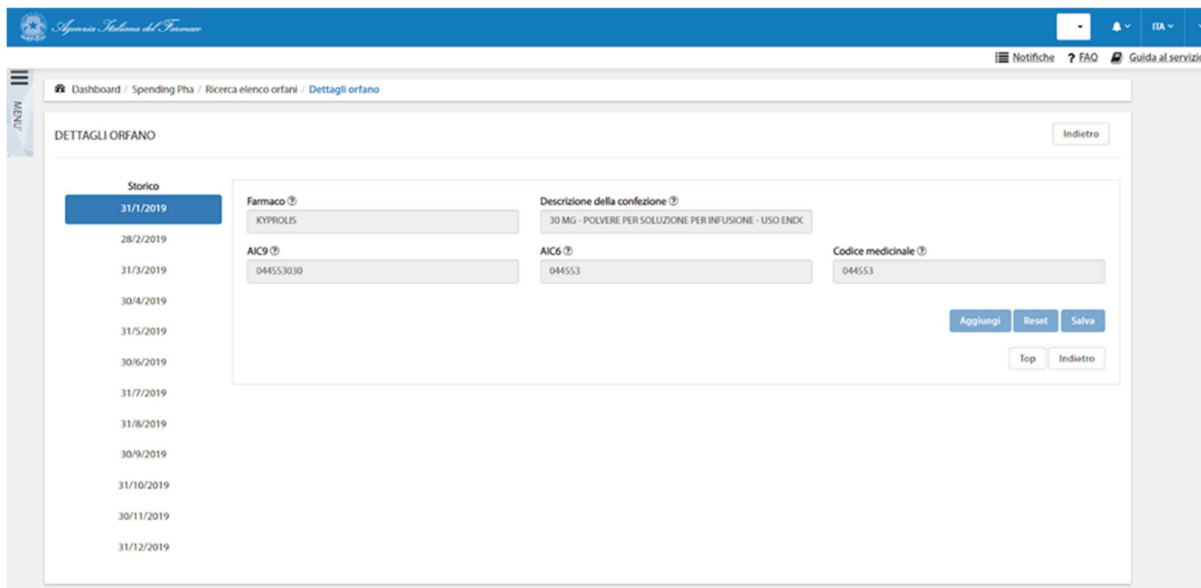 Agenzia Italiana del Farmaco
ITA
Notifiche ? FAQ Guida al servizio
MENU'
Dashboard / Spending Pha / Ricerca elenco orfani / Dettagli orfano
DETTAGLI ORFANO
Indietro
Storico
31/1/2019
28/2/2019
31/3/2019
30/4/2019
31/5/2019
30/6/2019
31/7/2019
31/8/2019
30/9/2019
31/10/2019
30/11/2019
31/12/2019
Farmaco ? Descrizione della confezione ?
KYPROLIS 30 MG - POLVERE PER SOLUZIONE PER INFUSIONE - USO ENDO
AIC9 ? AIC6 ? Codice medicinale ?
044553030 044553 044553
Aggiungi Reset Salva
Top Indietro